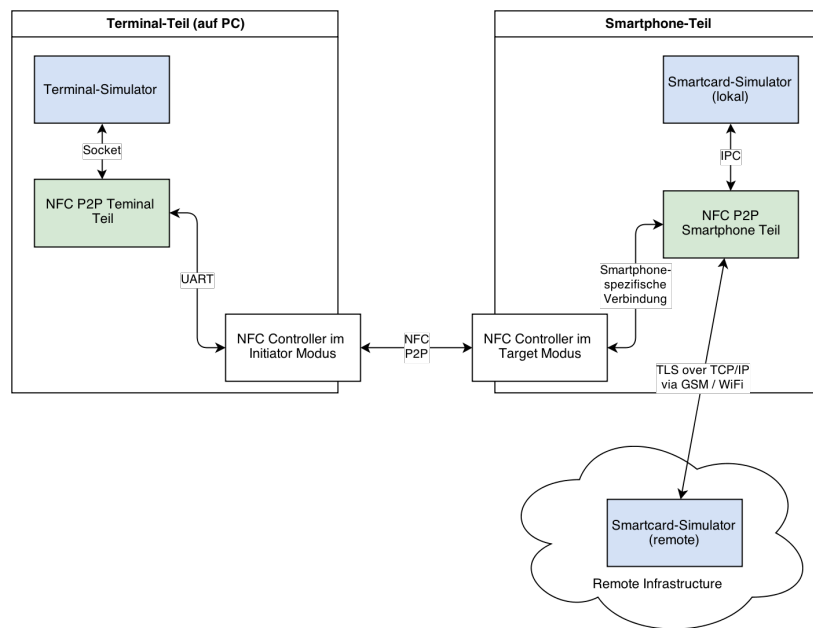 Terminal-Teil (auf PC)
Smartphone-Teil
Terminal-Simulator
Smartcard-Simulator
(lokal)
Socket
IPC
NFC P2P Teminal
Teil
NFC P2P
Smartphone Teil
UART
Smartphone-
spezifische
Verbindung
NFC Controller im
Initiator Modus
NFC
P2P
NFC Controller im
Target Modus
TLS over TCP/IP
via GSM / WiFi
Smartcard-Simulator
(remote)
Remote Infrastructure